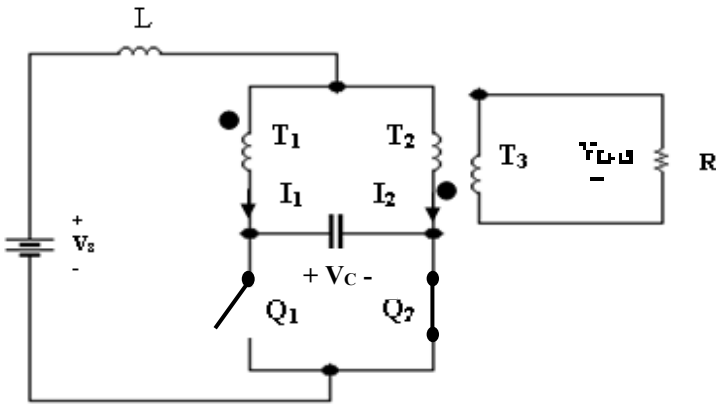 L
T1 T2
T3 R
I1 I2
+
Vs
-
+ VC -
Q1 Q2